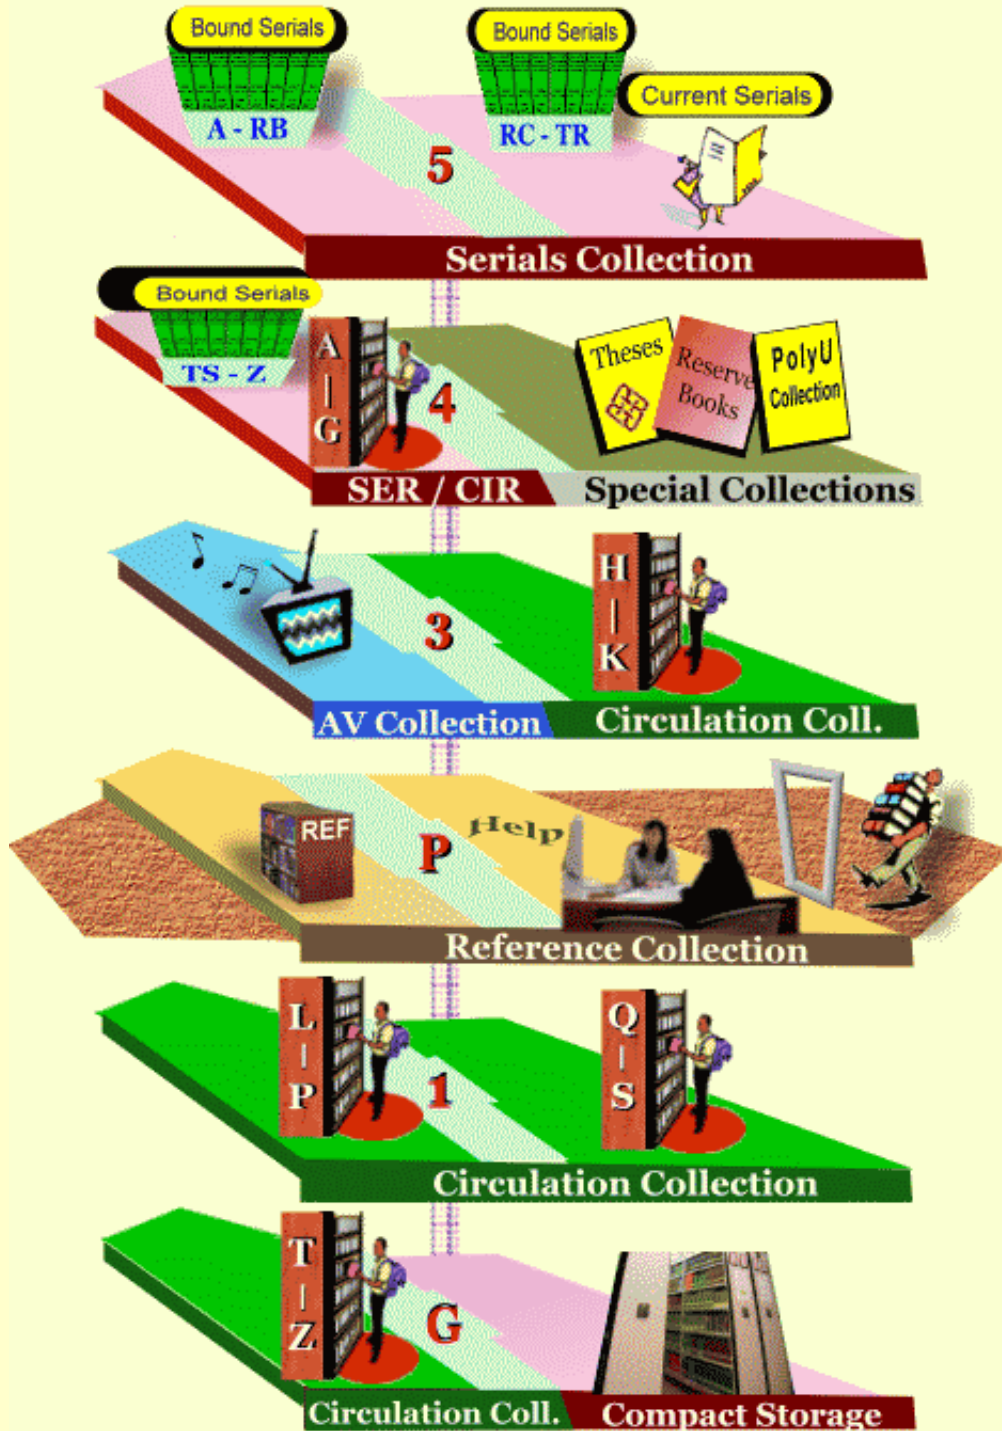 Bound Serials
Bound Serials
Current Serials
A - RB
RC - TR
5
Serials Collection
Bound Serials
TS - Z
A
|
G
4
Theses
Reserve
Books
PolyU
Collection
SER / CIR
Special Collections
H
|
K
3
AV Collection
Circulation Coll.
REF
Help
P
Reference Collection
L
|
P
Q
|
S
1
Circulation Collection
T
|
Z
G
Circulation Coll.
Compact Storage